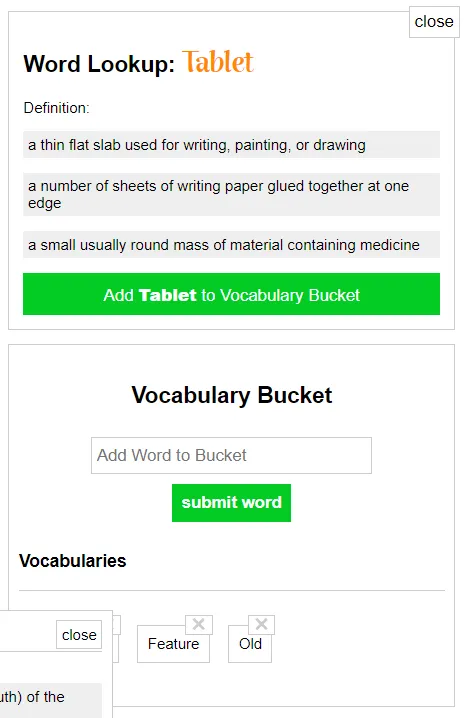 close
Word Lookup: Tablet
Definition:
a thin flat slab used for writing, painting, or drawing
a number of sheets of writing paper glued together at one
edge
a small usually round mass of material containing medicine
Add Tablet to Vocabulary Bucket
Vocabulary Bucket
Add Word to Bucket
submit word
Vocabularies
close
Feature
Old
of the